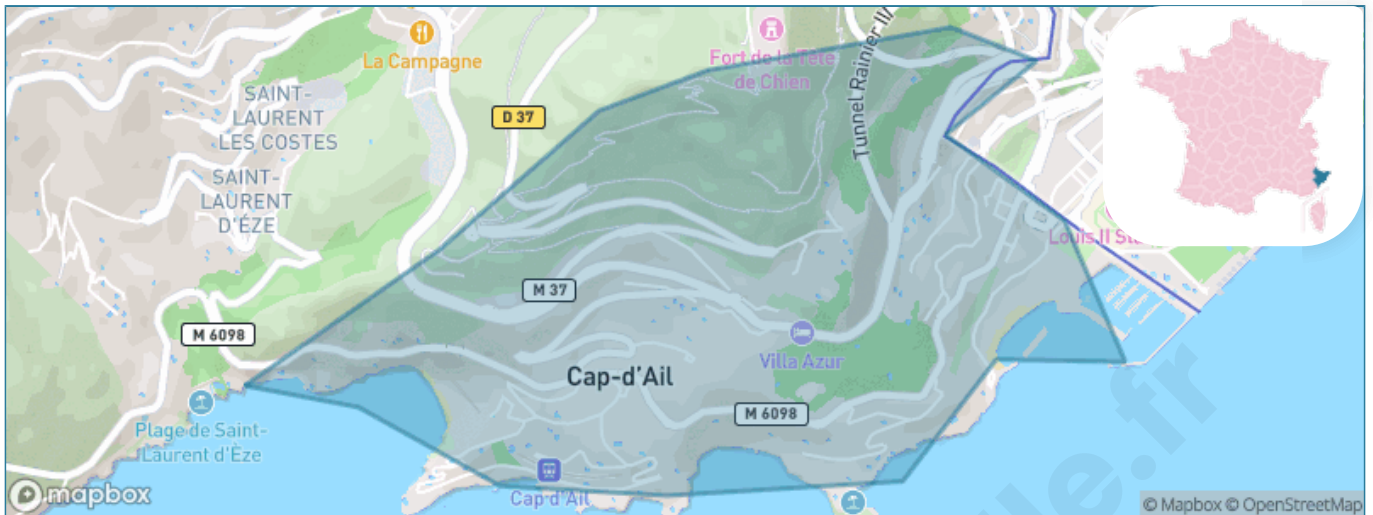 La Campagne
Fort de la Tête
de Chien
Tunnel Rainier III
SAINT-
LAURENT
LES COSTES
D 37
SAINT-
LAURENT
D'ÈZE
M 37
M 6098
Villa Azur
Cap-d'Ail
M 6098
Plage de Saint-
Laurent d'Èze
Cap d'Ail
Louis II
mapbox
© Mapbox © OpenStreetMap